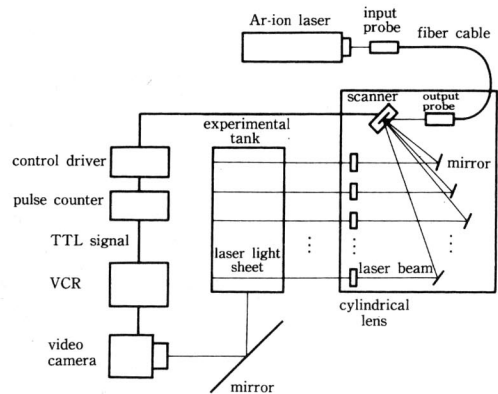 Ar-ion laser
input
probe
fiber cable
scanner
output
probe
experimental
tank
control driver
mirror
pulse counter
TTL signal
laser light
sheet
laser beam
VCR
cylindrical
lens
video
camera
mirror